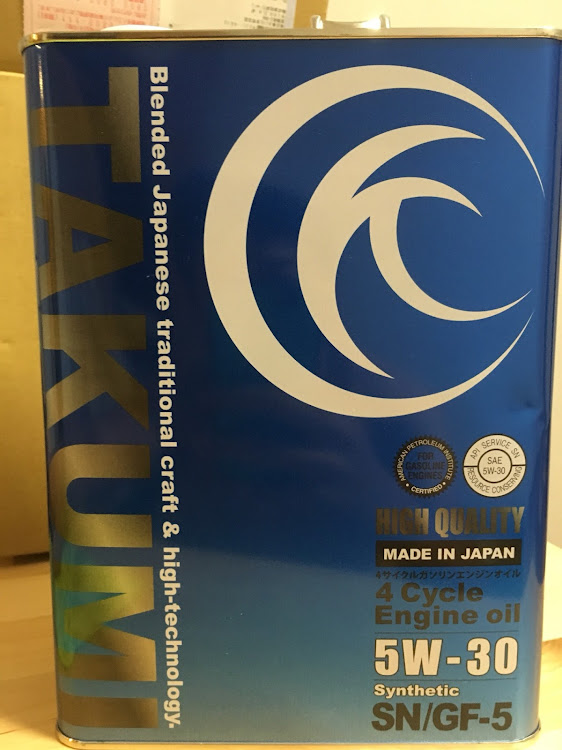 TAKUMI
Blended Japanese traditional craft & high-technology.
AMERICAN PETROLEUM INSTITUTE
FOR
GASOLINE
ENGINES
• CERTIFIED •
API SERVICE SN
SAE
5W-30
RESOURCE CONSERVING
HIGH QUALITY
MADE IN JAPAN
4サイクルガソリンエンジンオイル
4 Cycle
Engine oil
5W-30
Synthetic
SN/GF-5